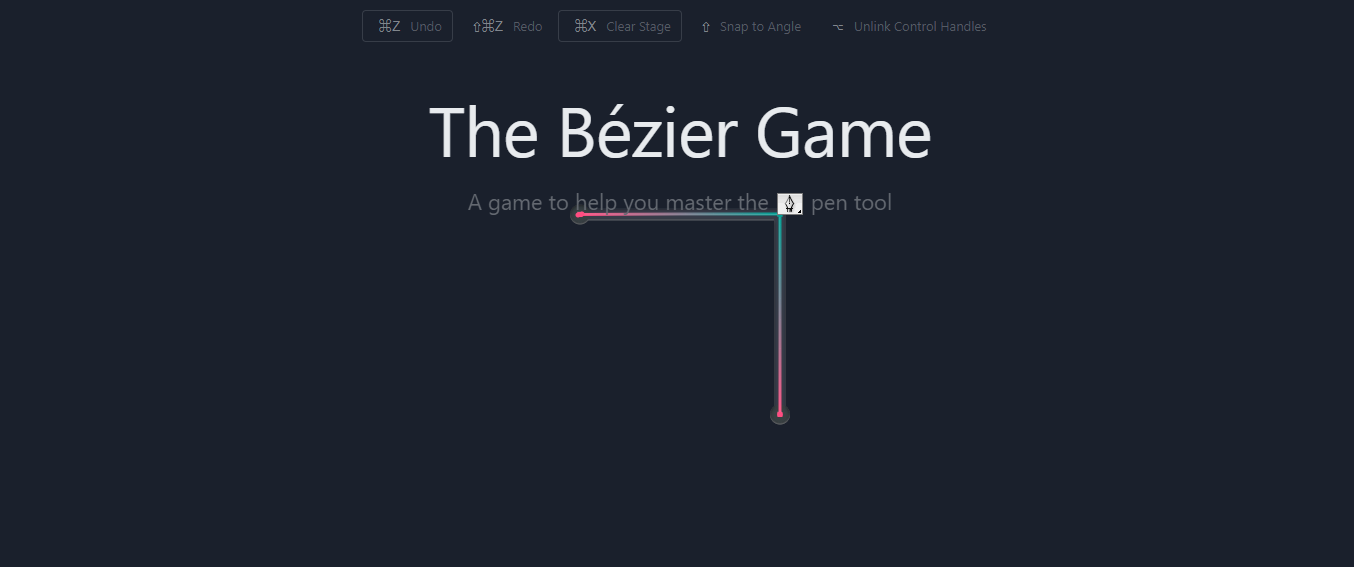 ⌘Z Undo ⇧⌘Z Redo ⌘X Clear Stage ⇧ Snap to Angle ⌥ Unlink Control Handles
The Bézier Game
A game to help you master the pen tool